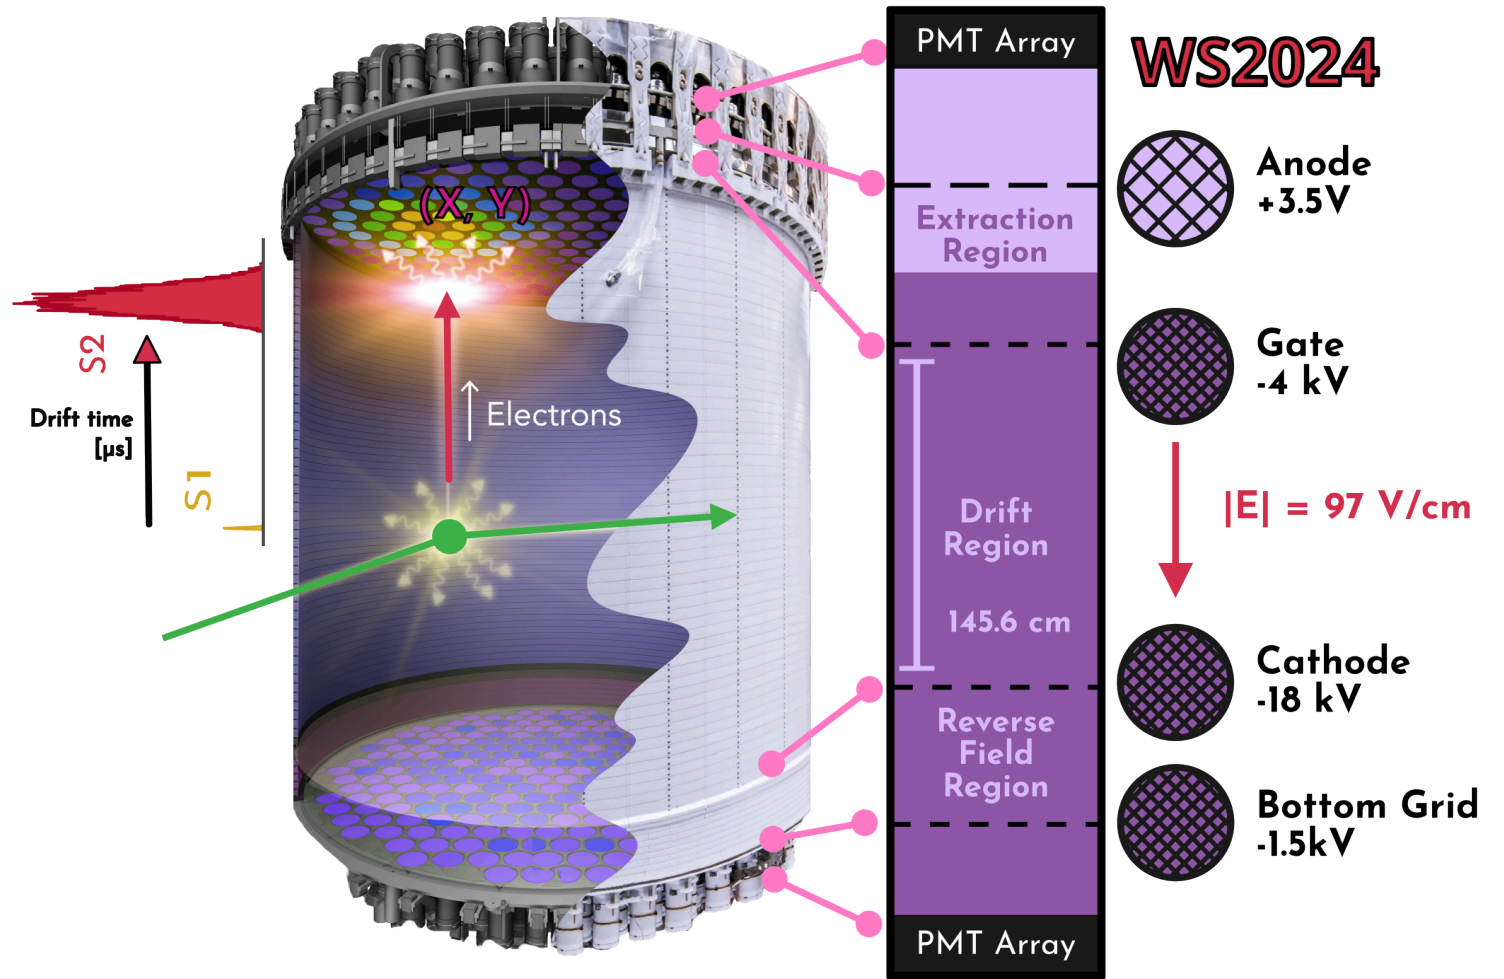 (X, Y)
S2
Drift time
[µs]
S1
Electrons
PMT Array
Extraction
Region
Drift
Region
145.6 cm
Reverse
Field
Region
PMT Array
WS2024
Anode
+3.5V
Gate
-4 kV
|E| = 97 V/cm
Cathode
-18 kV
Bottom Grid
-1.5kV